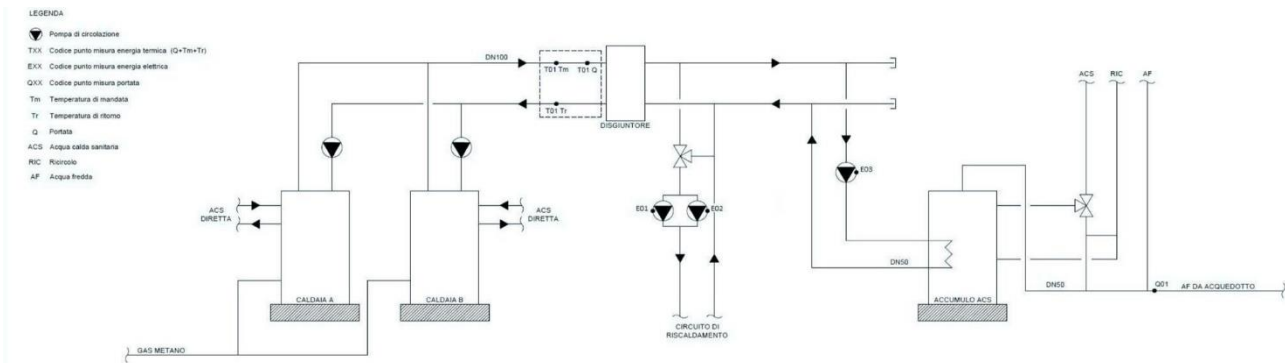 LEGENDA
Pompa di circolazione
TXX Codice punto misura energia termica (Q+Tm+Tr)
EXX Codice punto misura energia elettrica
QXX Codice punto misura portata
Tm Temperatura di mandata
Tr Temperatura di ritorno
Q Portata
ACS Acqua calda sanitaria
RIC Ricircolo
AF Acqua fredda
DN100
T01 Tm
T01 Q
T01 Tr
DISGIUNTORE
ACS
RIC
AF
E03
ACS
DIRETTA
ACS
DIRETTA
E01
E02
DN50
CALDAIA A
CALDAIA B
ACCUMULO ACS
DN50
Q01
AF DA ACQUEDOTTO
CIRCUITO DI
RISCALDAMENTO
GAS METANO